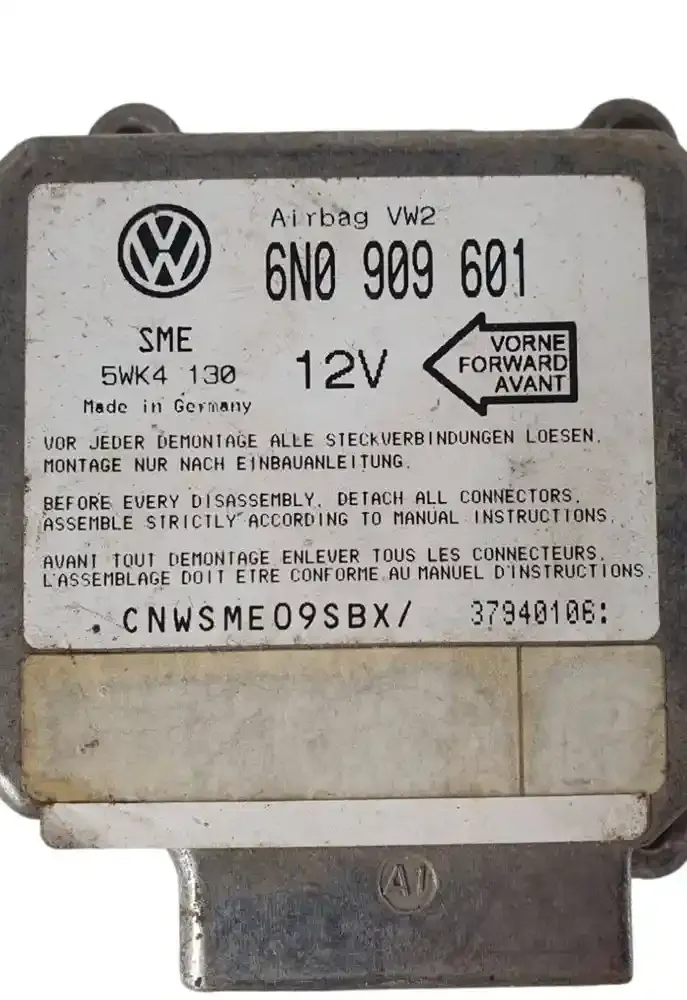 Airbag VW2
6N0 909 601
SME
5WK4 130
Made in Germany
12V
VORNE
FORWARD
AVANT
VOR JEDER DEMONTAGE ALLE STECKVERBINDUNGEN LOESEN.
MONTAGE NUR NACH EINBAUANLEITUNG.
BEFORE EVERY DISASSEMBLY, DETACH ALL CONNECTORS.
ASSEMBLE STRICTLY ACCORDING TO MANUAL INSTRUCTIONS.
AVANT TOUT DEMONTAGE ENLEVER TOUS LES CONNECTEURS.
L'ASSEMBLAGE DOIT ETRE CONFORME AU MANUEL D'INSTRUCTIONS.
.CNWSME09SBX/ 37940106:
A1